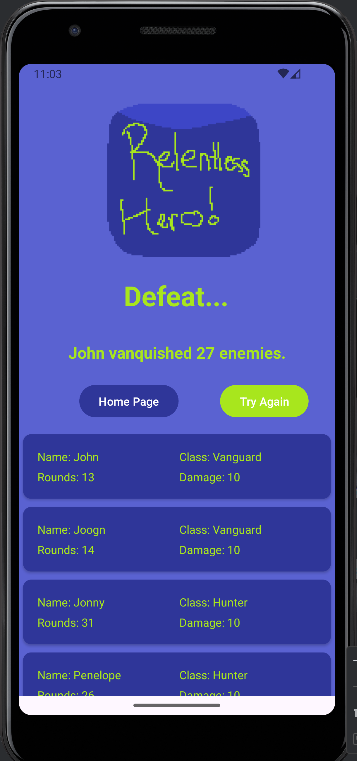 11:03
Relentless
Hero!
Defeat...
John vanquished 27 enemies.
Home Page Try Again
Name: John Class: Vanguard
Rounds: 13 Damage: 10
Name: Joogn Class: Vanguard
Rounds: 14 Damage: 10
Name: Jonny Class: Hunter
Rounds: 31 Damage: 10
Name: Penelope Class: Hunter
Rounds: 26 Damage: 10